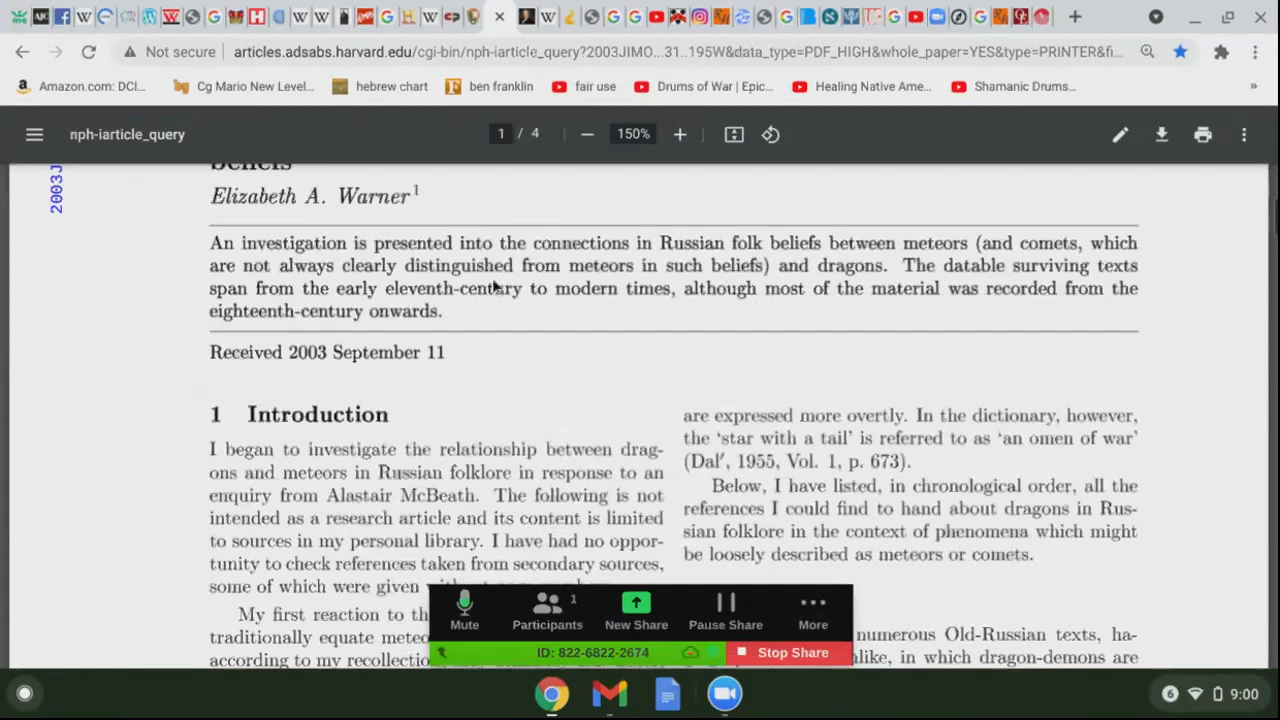 Not secure
articles.adsabs.harvard.edu/cgi-bin/nph-iarticle_query?2003JIMO...31..195W&data_type=PDF_HIGH&whole_paper=YES&type=PRINTER&fi...
Amazon.com: DCI...
Cg Mario New Level...
hebrew chart
ben franklin
fair use
Drums of War | Epic...
Healing Native Ame...
Shamanic Drums...
»
nph-iarticle_query
1 / 4
150%
2003J
beliefs
Elizabeth A. Warner 1
An investigation is presented into the connections in Russian folk beliefs between meteors (and comets, which
are not always clearly distinguished from meteors in such beliefs) and dragons. The datable surviving texts
span from the early eleventh-century to modern times, although most of the material was recorded from the
eighteenth-century onwards.
Received 2003 September 11
1 Introduction
I began to investigate the relationship between drag-
ons and meteors in Russian folklore in response to an
enquiry from Alastair McBeath. The following is not
intended as a research article and its content is limited
to sources in my personal library. I have had no oppor-
tunity to check references taken from secondary sources,
some of which were given
My first reaction to th
traditionally equate mete
according to my recollecti
are expressed more overtly. In the dictionary, however,
the 'star with a tail' is referred to as 'an omen of war'
(Dal′, 1955, Vol. 1, p. 673).
Below, I have listed, in chronological order, all the
references I could find to hand about dragons in Rus-
sian folklore in the context of phenomena which might
be loosely described as meteors or comets.
numerous Old-Russian texts, ha-
alike, in which dragon-demons are
Mute
Participants
1
New Share
Pause Share
More
ID: 822-6822-2674
Stop Share
6
9:00